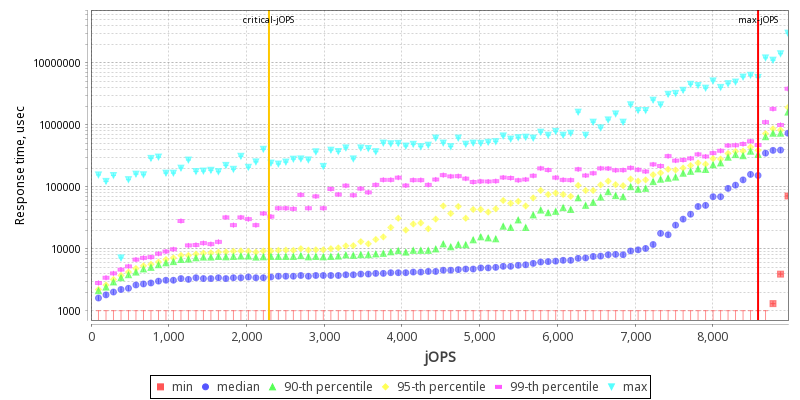 critical-jOPS
max-jOPS
Response time, usec
10000000
1000000
100000
10000
1000
0
1,000
2,000
3,000
4,000
5,000
6,000
7,000
8,000
jOPS
min
median
90-th percentile
95-th percentile
99-th percentile
max